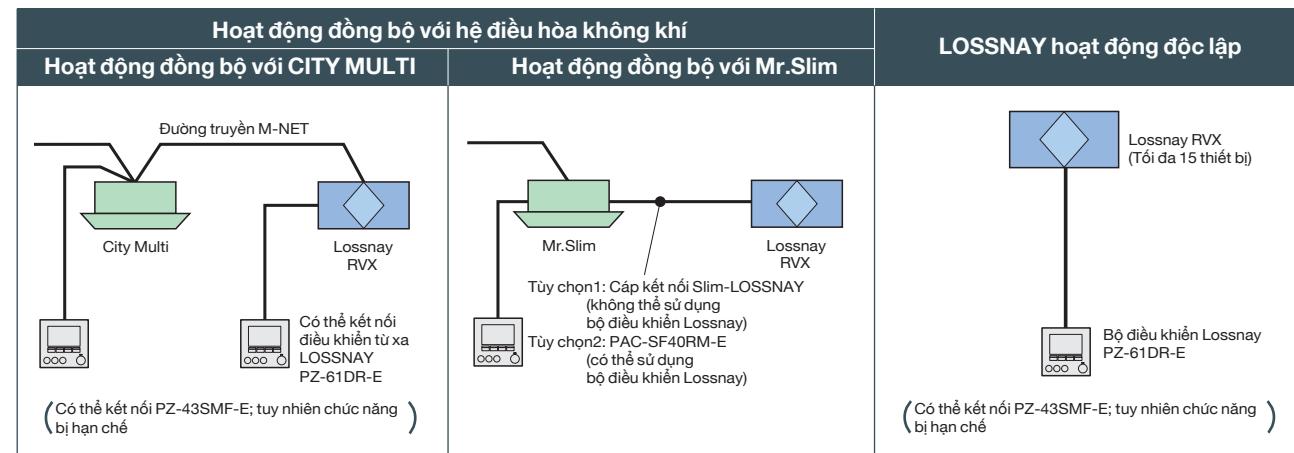 Hoạt động đồng bộ với hệ điều hòa không khí
LOSSNAY hoạt động độc lập
Hoạt động đồng bộ với CITY MULTI
Hoạt động đồng bộ với Mr.Slim
Đường truyền M-NET
City Multi
Lossnay
RVX
Có thể kết nối
điều khiển từ xa
LOSSNAY
PZ-61DR-E
(Có thể kết nối PZ-43SMF-E; tuy nhiên chức năng
bị hạn chế)
Mr.Slim
Lossnay
RVX
Tùy chọn1: Cáp kết nối Slim-LOSSNAY
(không thể sử dụng
bộ điều khiển Lossnay)
Tùy chọn2: PAC-SF40RM-E
(có thể sử dụng
bộ điều khiển Lossnay)
Lossnay RVX
(Tối đa 15 thiết bị)
Bộ điều khiển Lossnay
PZ-61DR-E
(Có thể kết nối PZ-43SMF-E; tuy nhiên chức năng
bị hạn chế)